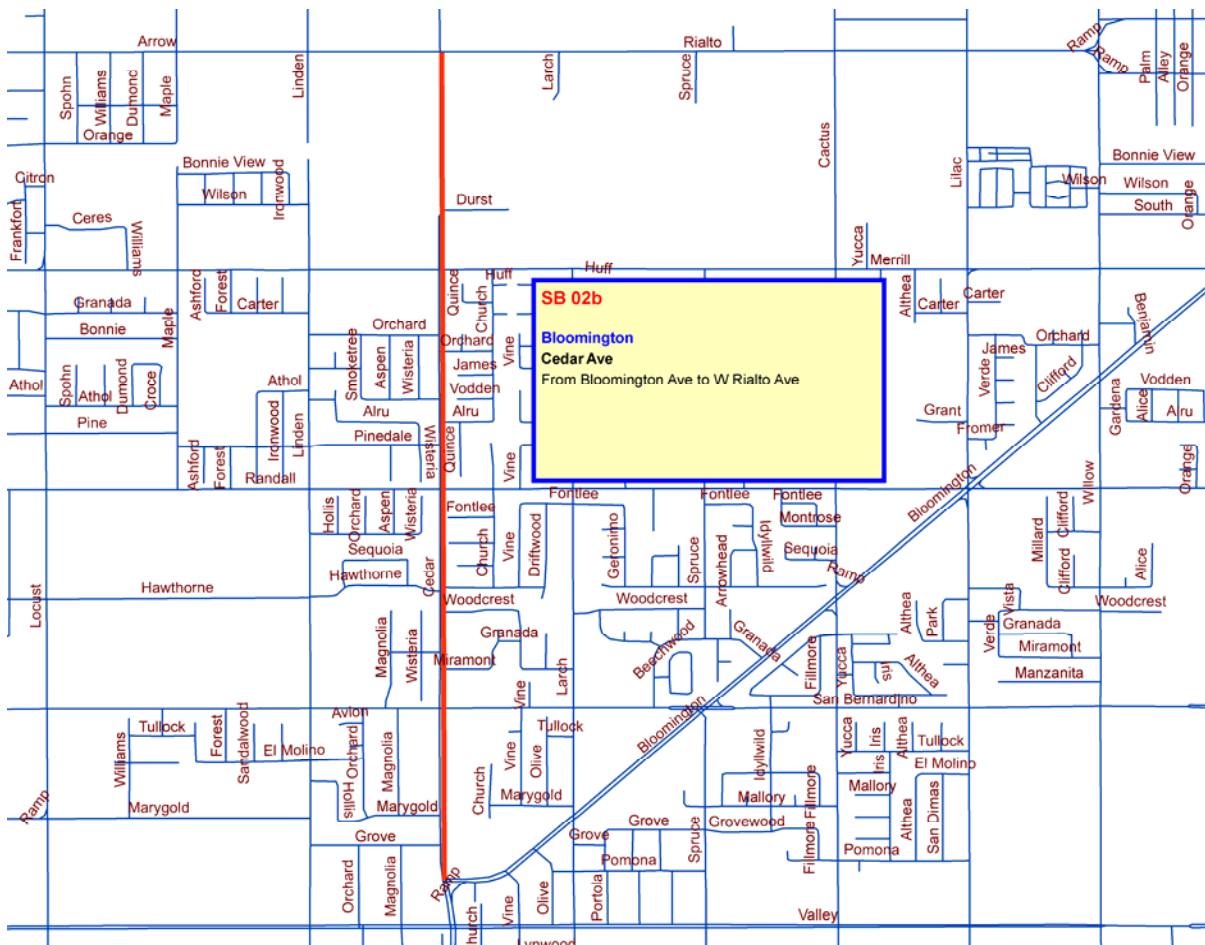 Arrow
Rialto
Ramp
Ramp
Spohn
Williams
Dumond
Maple
Linden
Larch
Spruce
Palm
Alley
Orange
Orange
Cactus
Lilac
Bonnie View
Bonnie View
Citron
Wilson
Ironwood
Wilson
Wilson
South
Orange
Frankfort
Ceres
Williams
Durst
Yucca
Merrill
Huff
Huff
Ashford
Forest
Carter
Quince
Church
Althea
Carter
Carter
Granada
Bonnie
Maple
Benjamin
SB 02b
Bloomington
Cedar Ave
From Bloomington Ave to W Rialto Ave
Orchard
Orchard
Vine
James
Orchard
Smoketree
Aspen
Wisteria
James
Verde
Clifford
Athol
Spohn
Athol
Dumond
Croce
Athol
Vodden
Vodden
Pine
Ironwood
Linden
Alru
Alru
Grant
Fromer
Gardena
Alice
Alru
Pinedale
Wisteria
Quince
Vine
Ashford
Forest
Randall
Bloomington
Willow
Orange
Hollis
Orchard
Aspen
Wisteria
Fontlee
Fontlee
Fontlee
Fontlee
Montrose
Church
Vine
Driftwood
Geronimo
Spruce
Arrowhead
Idyllwild
Sequoia
Ramp
Millard
Clifford
Clifford
Alice
Sequoia
Hawthorne
Hawthorne
Cedar
Locust
Woodcrest
Woodcrest
Woodcrest
Vista
Althea
Park
Verde
Granada
Granada
Granada
Magnolia
Wisteria
Miramont
Larch
Beechwood
Fillmore
Yucca
Iris
Althea
Miramont
Manzanita
Vine
San Bernardino
Bloomington
Avlon
Tullock
Forest
Sandalwood
El Molino
Orchard
Magnolia
Williams
Vine
Olive
Tullock
Idyllwild
Yucca
Iris
Althea
Tullock
Iris
El Molino
Ramp
Marygold
Hollis
Marygold
Church
Marygold
Mallory
Fillmore
Mallory
Althea
San Dimas
Grove
Grove
Grove
Spruce
Grovewood
Fillmore
Pomona
Pomona
Orchard
Magnolia
Ramp
Church
Vine
Olive
Portola
Valley
Lynwood